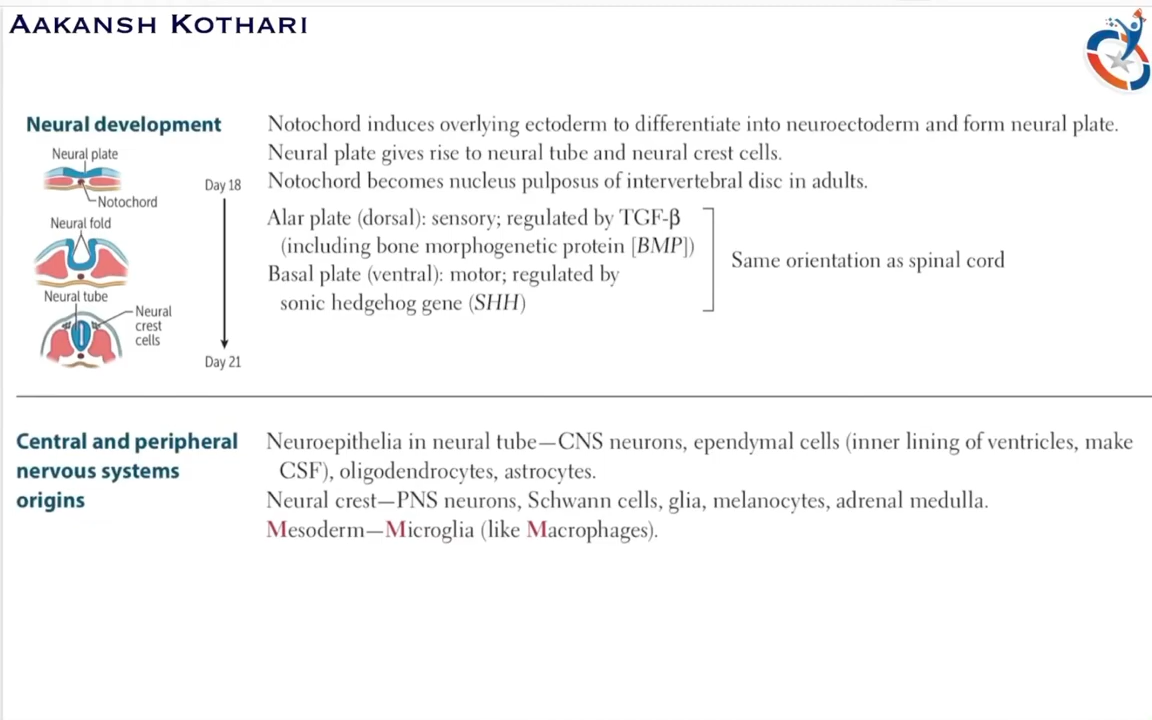 AAKANSH KOTHARI
Neural development
Neural plate
Notochord
Neural fold
Neural tube
Neural
crest
cells
Day 18
Day 21
Notochord induces overlying ectoderm to differentiate into neuroectoderm and form neural plate.
Neural plate gives rise to neural tube and neural crest cells.
Notochord becomes nucleus pulposus of intervertebral disc in adults.
Alar plate (dorsal): sensory; regulated by TGF-β
(including bone morphogenetic protein [BMP])
Basal plate (ventral): motor; regulated by
sonic hedgehog gene (SHH)
Same orientation as spinal cord
Central and peripheral
nervous systems
origins
Neuroepithelia in neural tube—CNS neurons, ependymal cells (inner lining of ventricles, make
CSF), oligodendrocytes, astrocytes.
Neural crest—PNS neurons, Schwann cells, glia, melanocytes, adrenal medulla.
Mesoderm—Microglia (like Macrophages).